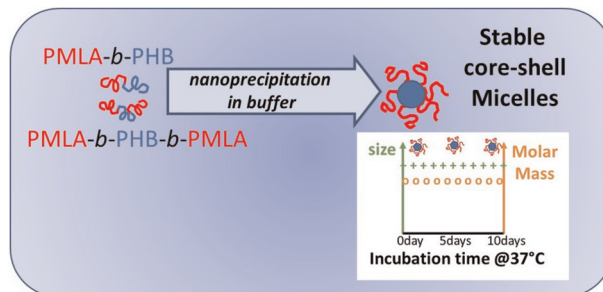 PMLA-b-PHB
PMLA-b-PHB-b-PMLA
nanoprecipitation
in buffer
Stable
core-shell
Micelles
size
Molar
Mass
0day 5days 10days
Incubation time @37°C